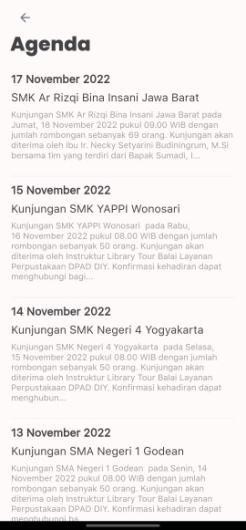 Agenda
17 November 2022
SMK Ar Rizqi Bina Insani Jawa Barat
Kunjungan SMK Ar Rizqi Bina Insani Jawa Barat pada
Jumat, 18 November 2022 pukul 09.00 WIB dengan
jumlah rombongan sebanyak 69 orang. Kunjungan akan
diterima oleh Ibu Ir. Necky Setyarini Budiningrum, M.Si
bersama tim yang terdiri dari Bapak Sumadi, I...
15 November 2022
Kunjungan SMK YAPPI Wonosari
Kunjungan SMK YAPPI Wonosari pada Rabu,
16 November 2022 pukul 08.00 WIB dengan jumlah
rombongan sebanyak 50 orang. Kunjungan akan
diterima oleh Instruktur Library Tour Balai Layanan
Perpustakaan DPAD DIY. Konfirmasi kehadiran dapat
menghubungi bagi...
14 November 2022
Kunjungan SMK Negeri 4 Yogyakarta
Kunjungan SMK Negeri 4 Yogyakarta pada Selasa,
15 November 2022 pukul 08.00 WIB dengan jumlah
rombongan sebanyak 50 orang. Kunjungan akan
diterima oleh Instruktur Library Tour Balai Layanan
Perpustakaan DPAD DIY. Konfirmasi kehadiran dapat
menghubun...
13 November 2022
Kunjungan SMA Negeri 1 Godean
Kunjungan SMA Negeri 1 Godean pada Senin, 14
November 2022 pukul 08.00 WIB dengan jumlah
rombongan sebanyak 50 orang. Kunjungan akan
diterima oleh Instruktur Library Tour Balai Layanan
Perpustakaan DPAD DIY. Konfirmasi kehadiran dapat
menghubungi ba...